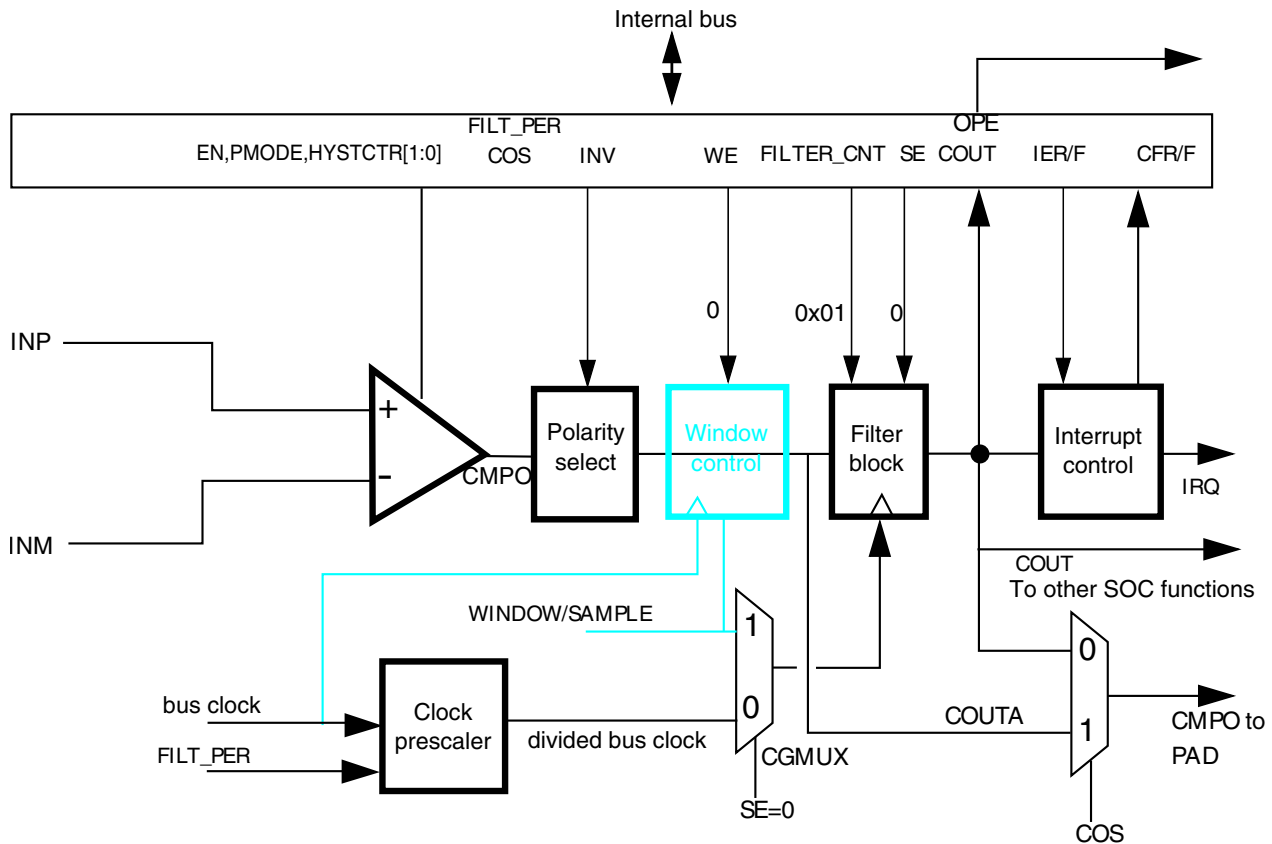 Internal bus
FILT_PER
OPE
EN,PMODE,HYSTCTR[1:0]
COS
INV
WE
FILTER_CNT
SE
COUT
IER/F
CFR/F
0
0x01
0
INP
+
Polarity
select
Window
control
Filter
block
Interrupt
control
-
CMPO
IRQ
INM
COUT
To other SOC functions
WINDOW/SAMPLE
1
0
bus clock
Clock
prescaler
0
divided bus clock
COUTA
1
CMPO to
PAD
FILT_PER
CGMUX
SE=0
COS